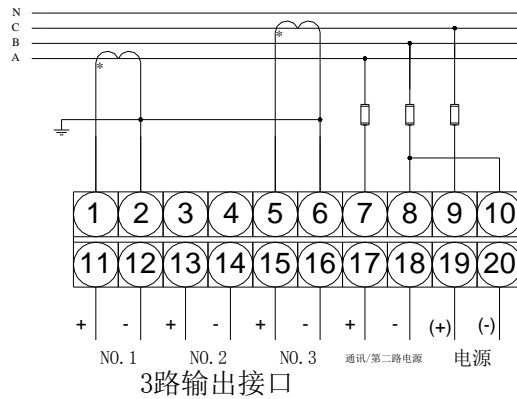 N
C
B
A
* *
1 2 3 4 5 6 7 8 9 10
11 12 13 14 15 16 17 18 19 20
+ - + - + - + - (+) (-)
NO. 1 NO. 2 NO. 3 通讯/第二路电源 电源
3路输出接口